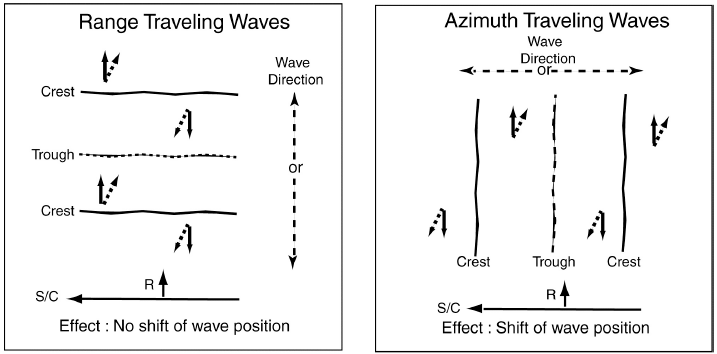 Range Traveling Waves
Wave
Direction
Crest
Trough
or
Crest
R
S/C
Effect : No shift of wave position
Azimuth Traveling Waves
Wave
Direction
or
Crest
Trough
Crest
R
S/C
Effect : Shift of wave position